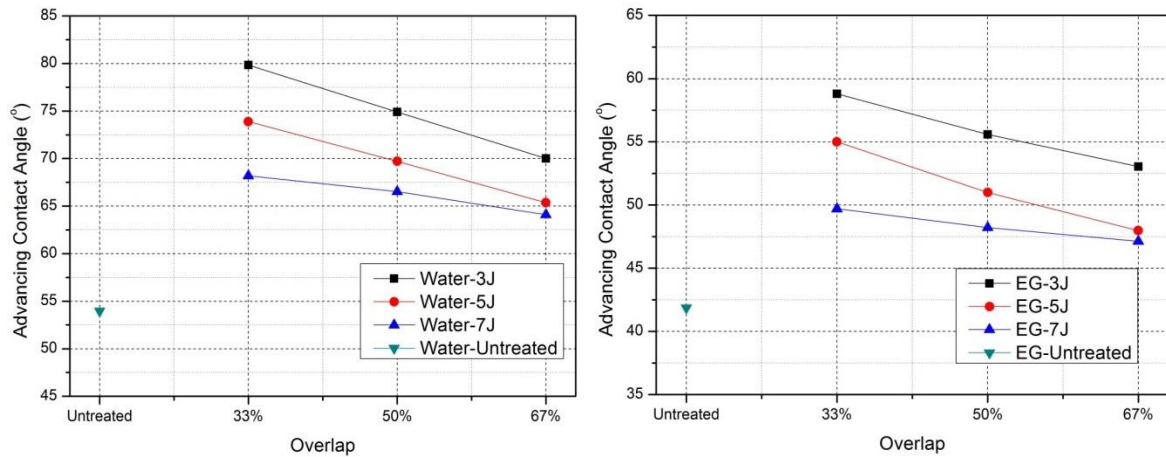 Advancing Contact Angle (°)
85
80
75
70
65
60
55
50
45
Water-3J
Water-5J
Water-7J
Water-Untreated
Untreated
33%
50%
67%
Overlap
Advancing Contact Angle (°)
65
60
55
50
45
40
35
EG-3J
EG-5J
EG-7J
EG-Untreated
Untreated
33%
50%
67%
Overlap